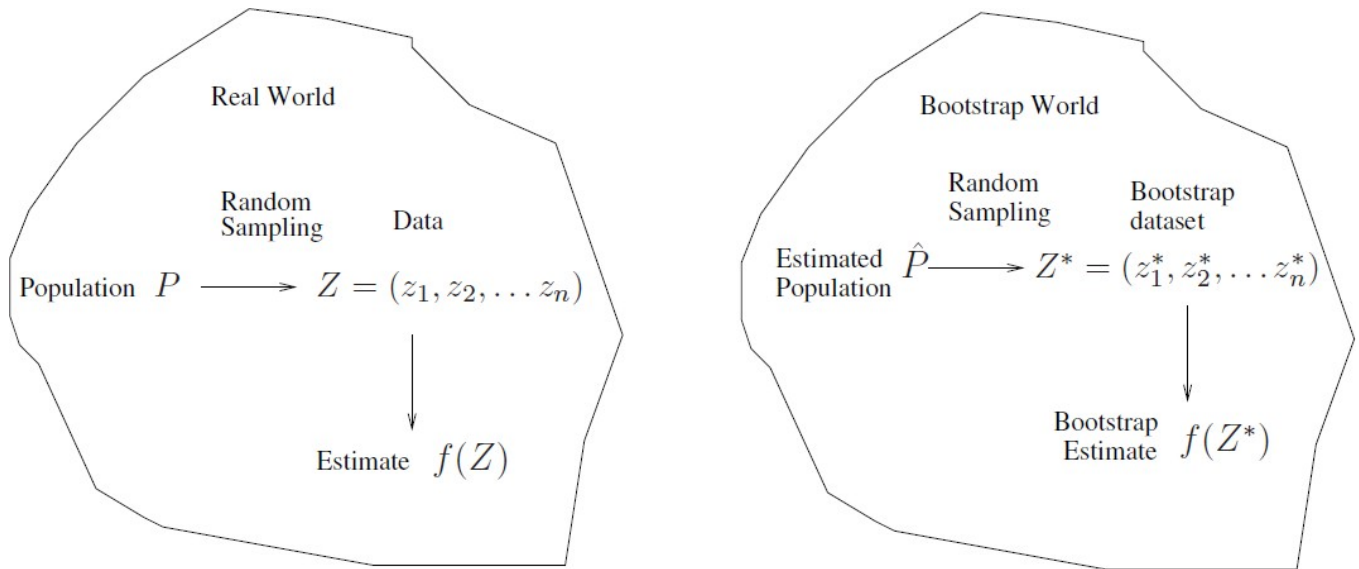 Real World
Random
Sampling
Data
Population P
Z = (z₁, z₂, … zₙ)
Estimate f(Z)
Bootstrap World
Random
Sampling
Bootstrap
dataset
Estimated
Population
P̂
Z* = (z₁*, z₂*, … zₙ*)
Bootstrap
Estimate
f(Z*)